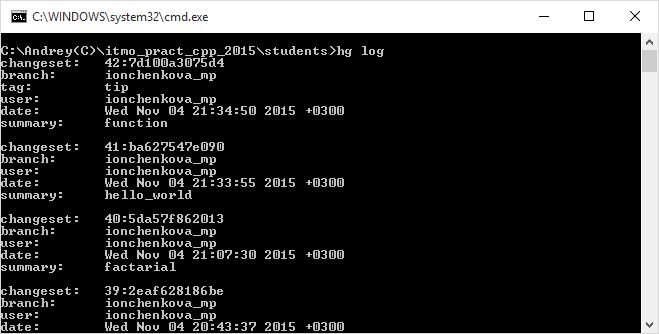 C:\WINDOWS\system32\cmd.exe
C:\Andrey(C)\itmo_pract_cpp_2015\students>hg log
changeset:   42:7d100a3075d4
branch:      ionchenkova_mp
tag:         tip
user:        ionchenkova_mp
date:        Wed Nov 04 21:34:50 2015 +0300
summary:     function
changeset:   41:ba627547e090
branch:      ionchenkova_mp
user:        ionchenkova_mp
date:        Wed Nov 04 21:33:55 2015 +0300
summary:     hello_world
changeset:   40:5da57f862013
branch:      ionchenkova_mp
user:        ionchenkova_mp
date:        Wed Nov 04 21:07:30 2015 +0300
summary:     factarial
changeset:   39:2eaf628186be
branch:      ionchenkova_mp
user:        ionchenkova_mp
date:        Wed Nov 04 20:43:37 2015 +0300